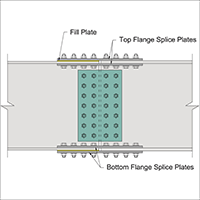 Fill Plate
Top Flange Splice Plates
Bottom Flange Splice Plates